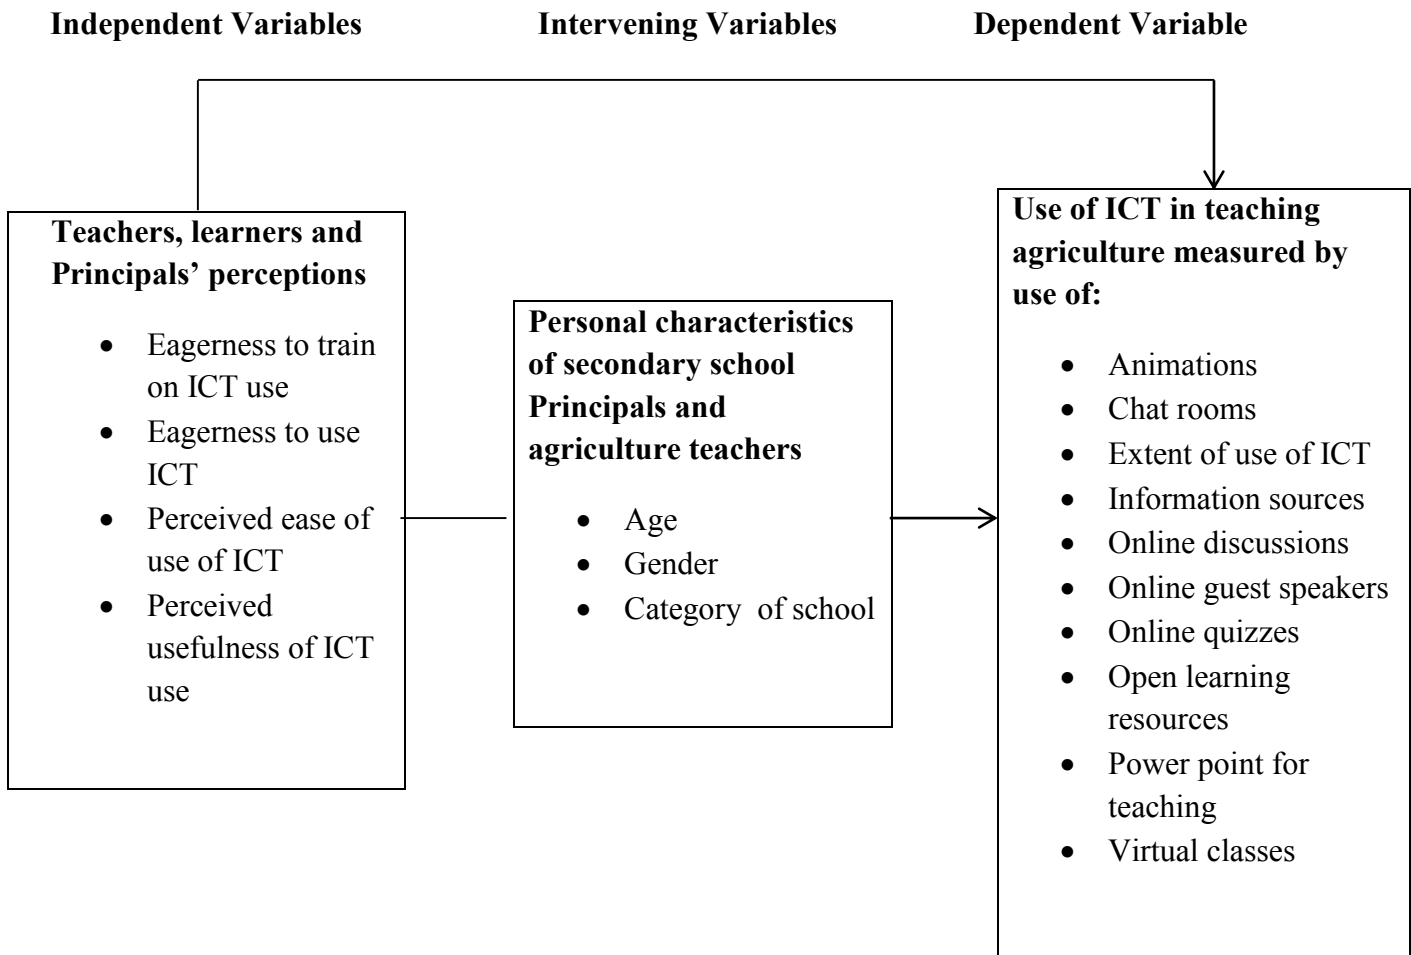 Independent Variables
Intervening Variables
Dependent Variable
Teachers, learners and
Principals’ perceptions
• Eagerness to train
on ICT use
• Eagerness to use
ICT
• Perceived ease of
use of ICT
• Perceived
usefulness of ICT
use
Personal characteristics
of secondary school
Principals and
agriculture teachers
• Age
• Gender
• Category of school
Use of ICT in teaching
agriculture measured by
use of:
• Animations
• Chat rooms
• Extent of use of ICT
• Information sources
• Online discussions
• Online guest speakers
• Online quizzes
• Open learning
resources
• Power point for
teaching
• Virtual classes